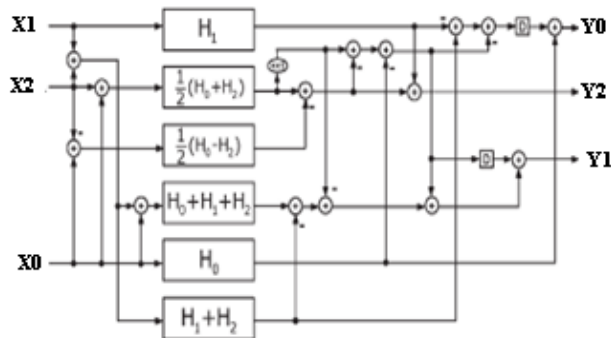 X1
H₁
D
Y0
X2
½(H₀+H₂)
Y2
½(H₀-H₂)
D
Y1
H₀+H₁+H₂
X0
H₀
H₁+H₂